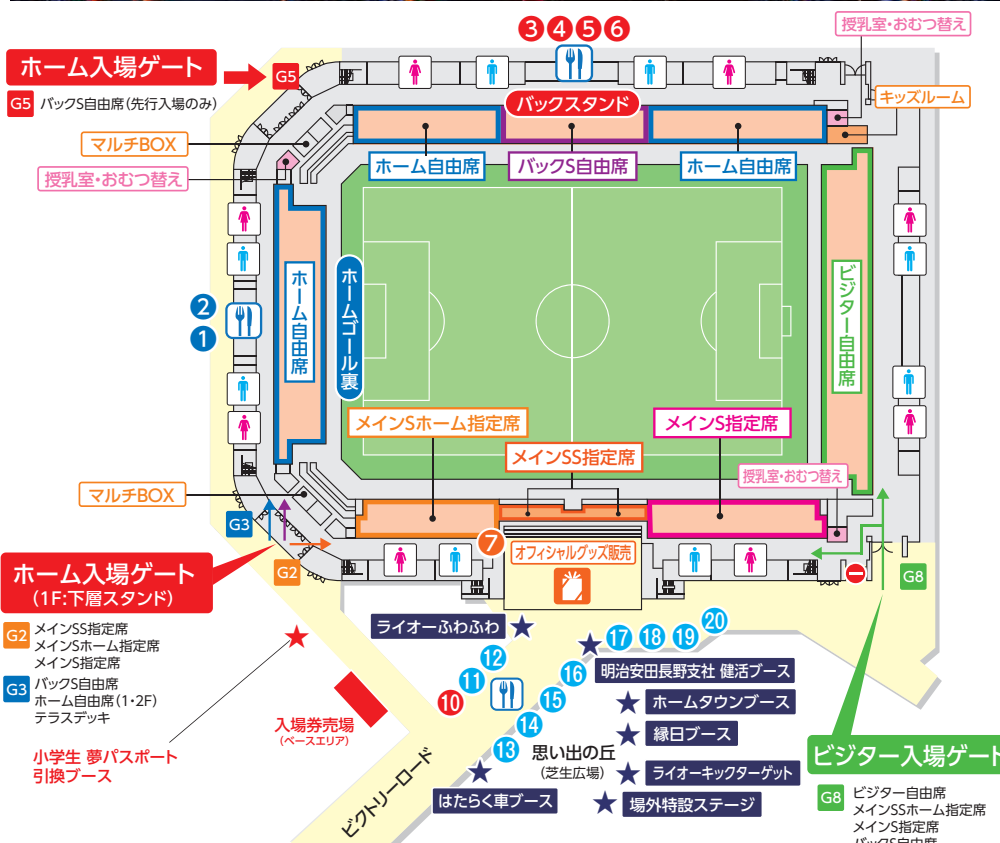 ❸❹❺❻
授乳室・おむつ替え
ホーム入場ゲート
G5
G5 バックS自由席(先行入場のみ)
バックスタンド
キッズルーム
マルチBOX
ホーム自由席
バックS自由席
ホーム自由席
授乳室・おむつ替え
❷
❶
ホーム自由席
ホームゴール裏
ビジター自由席
メインSホーム指定席
メインS指定席
メインSS指定席
授乳室・おむつ替え
マルチBOX
G3
❼
オフィシャルグッズ販売
G2
G8
ホーム入場ゲート
(1F:下層スタンド)
G2 メインSS指定席
メインSホーム指定席
メインS指定席
G3 バックS自由席
ホーム自由席(1・2F)
テラスデッキ
ライオーふわふわ
⓱ ⓲ ⓳ ⓴
⓬
⓫
❿
⓰
⓯
⓮
⓭
明治安田長野支社 健活ブース
ホームタウンブース
縁日ブース
入場券売場
(ベースエリア)
小学生 夢パスポート
引換ブース
思い出の丘
(芝生広場)
ライオーキックターゲット
はたらく車ブース
場外特設ステージ
ビクトリーロード
ビジター入場ゲート
G8 ビジター自由席
メインSSホーム指定席
メインS指定席
バックS自由席